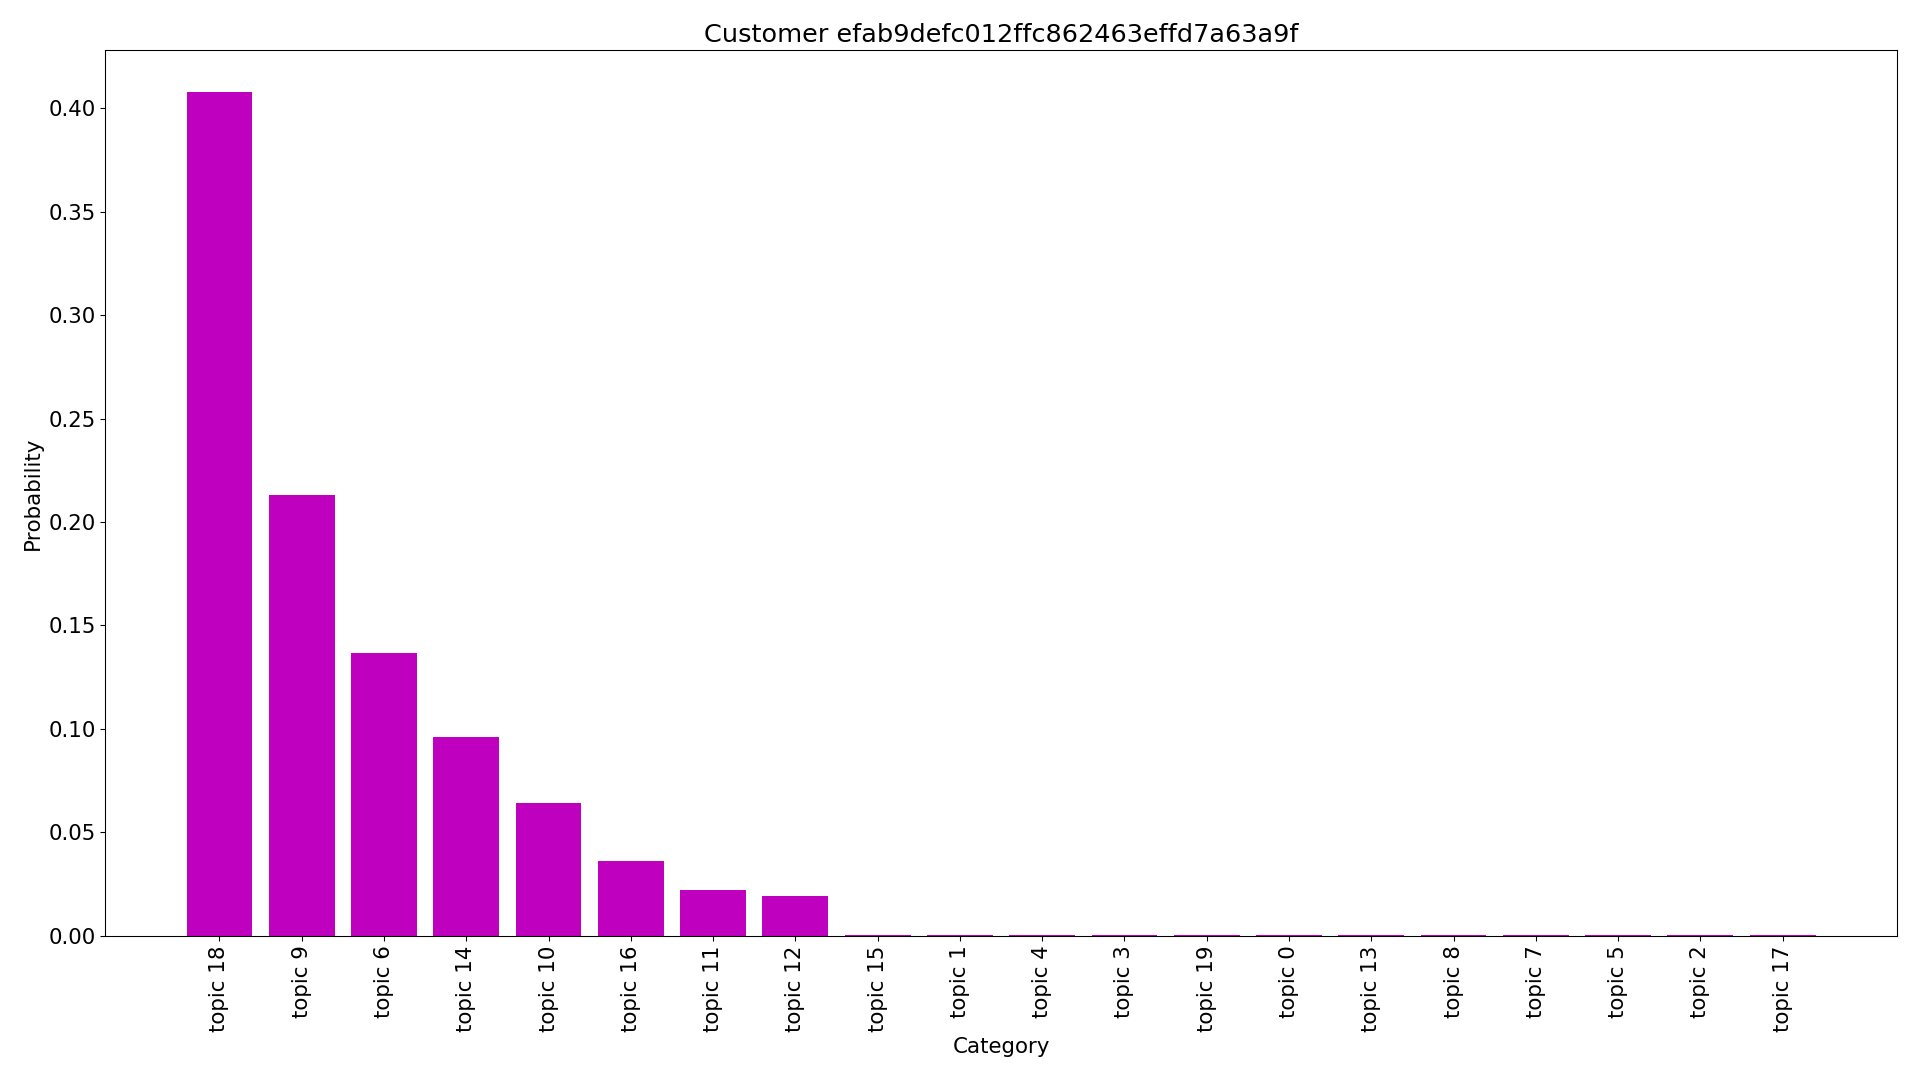 Customer efab9defc012ffc862463effd7a63a9f
Probability
0.40
0.35
0.30
0.25
0.20
0.15
0.10
0.05
0.00
topic 18
topic 9
topic 6
topic 14
topic 10
topic 16
topic 11
topic 12
topic 15
topic 1
topic 4
topic 3
topic 19
topic 0
topic 13
topic 8
topic 7
topic 5
topic 2
topic 17
Category